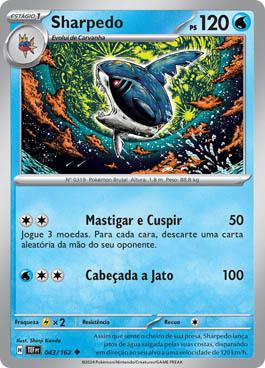 ESTÁGIO 1
Sharpedo
PS 120
Evolui de Carvanha
Nº 0319 Pokémon Brutal Altura: 1,8 m Peso: 88,8 kg
Mastigar e Cuspir 50
Jogue 3 moedas. Para cada cara, descarte uma carta
aleatória da mão do seu oponente.
Cabeçada a Jato 100
Fraqueza x2 Resistência Recuo
Ilust. Shinji Kanda
TEF PT 043/162
©2024 Pokémon/Nintendo/Creatures/GAME FREAK
Assim que sente o cheiro de sua presa, Sharpedo lança
jatos de água salgada pelas suas costas, disparando
em direção ao seu alvo a uma velocidade de 120 km/h.